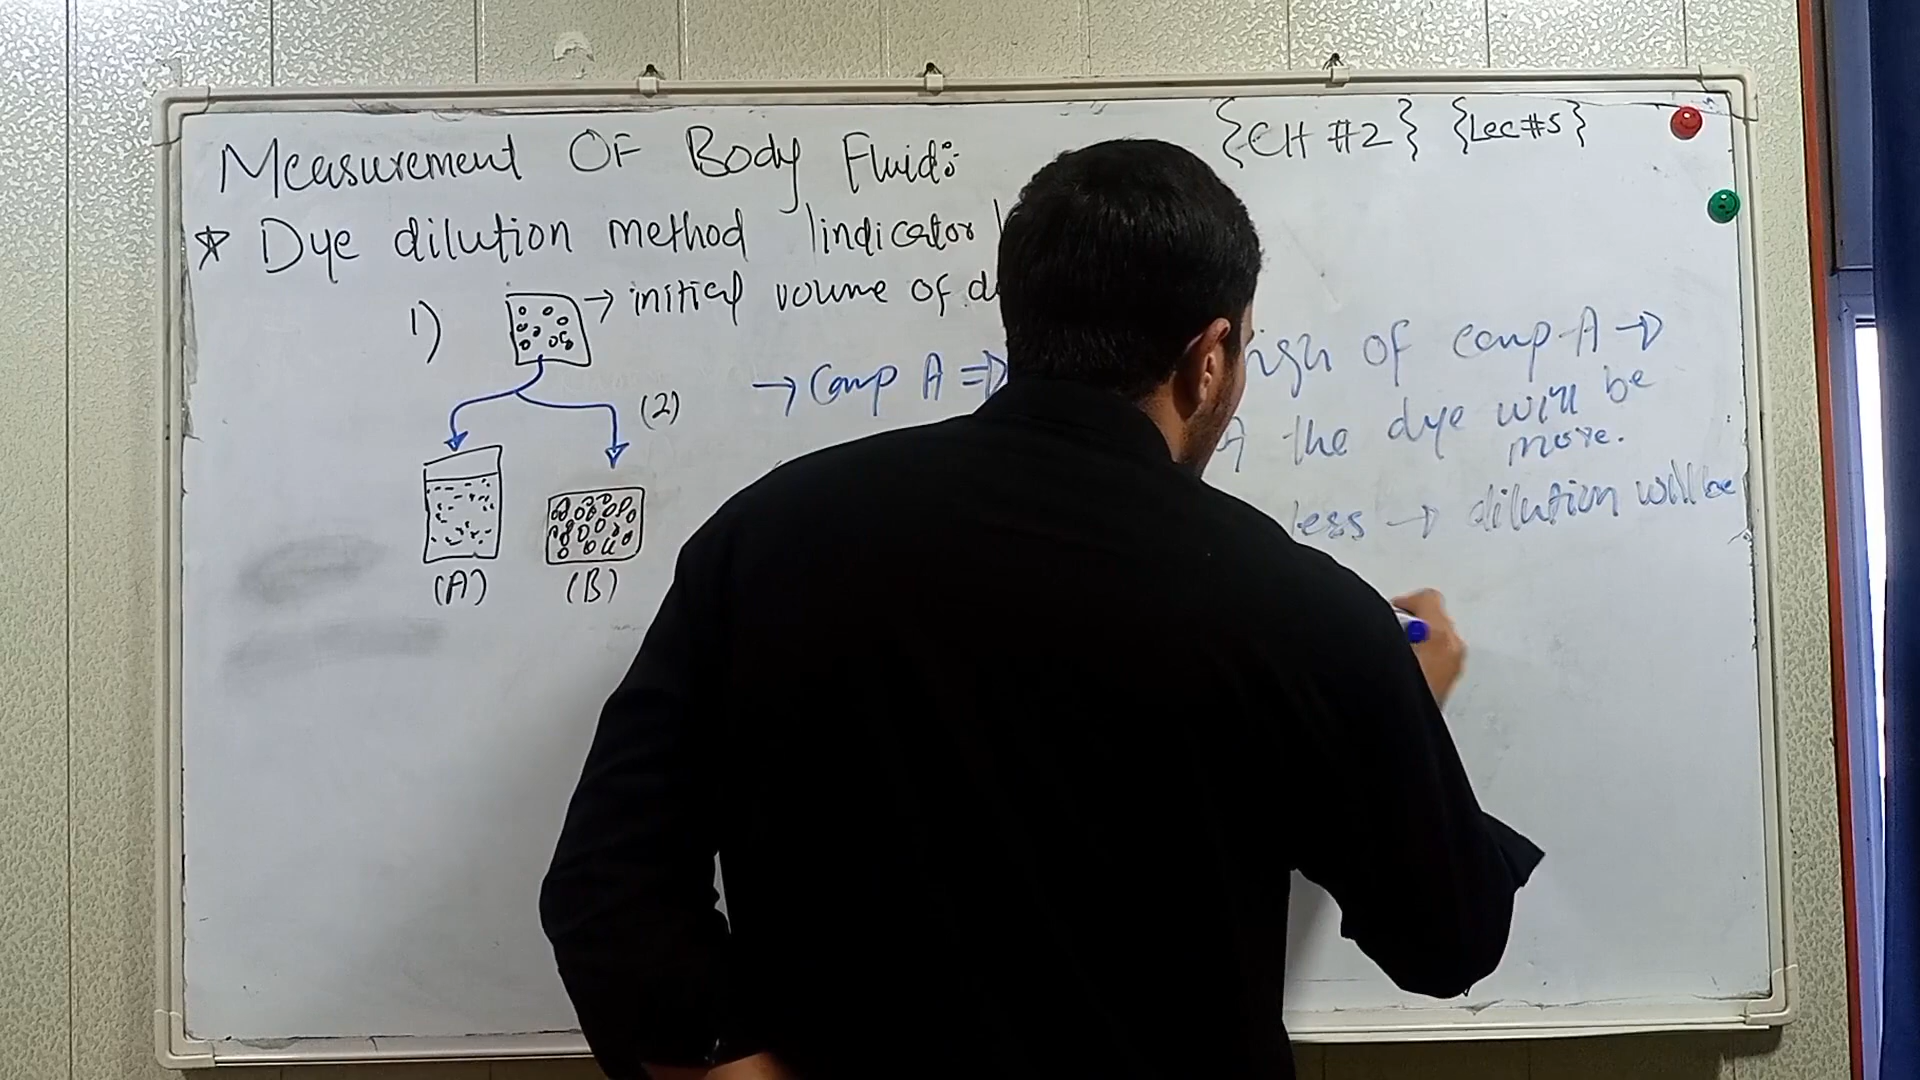 {CH #2} {Lec #5}
Measurement OF Body Fluid:
* Dye dilution method /indicator
1) → initial volume of
(2)
→ Comp A ⇒ of comp A →
the dye will be
more.
less → dilution will be
(A) (B)